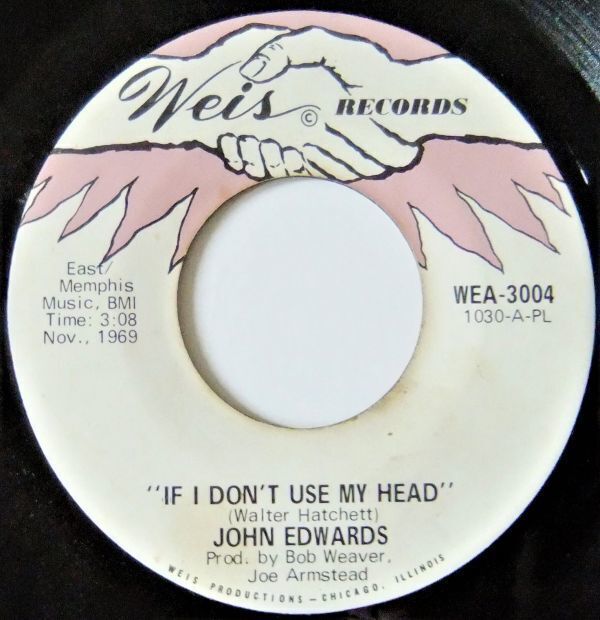 Weis © RECORDS
East/
Memphis
Music, BMI
Time: 3:08
Nov., 1969
WEA-3004
1030-A-PL
"IF I DON'T USE MY HEAD"
(Walter Hatchett)
JOHN EDWARDS
Prod. by Bob Weaver,
Joe Armstead
WEIS PRODUCTIONS - CHICAGO, ILLINOIS